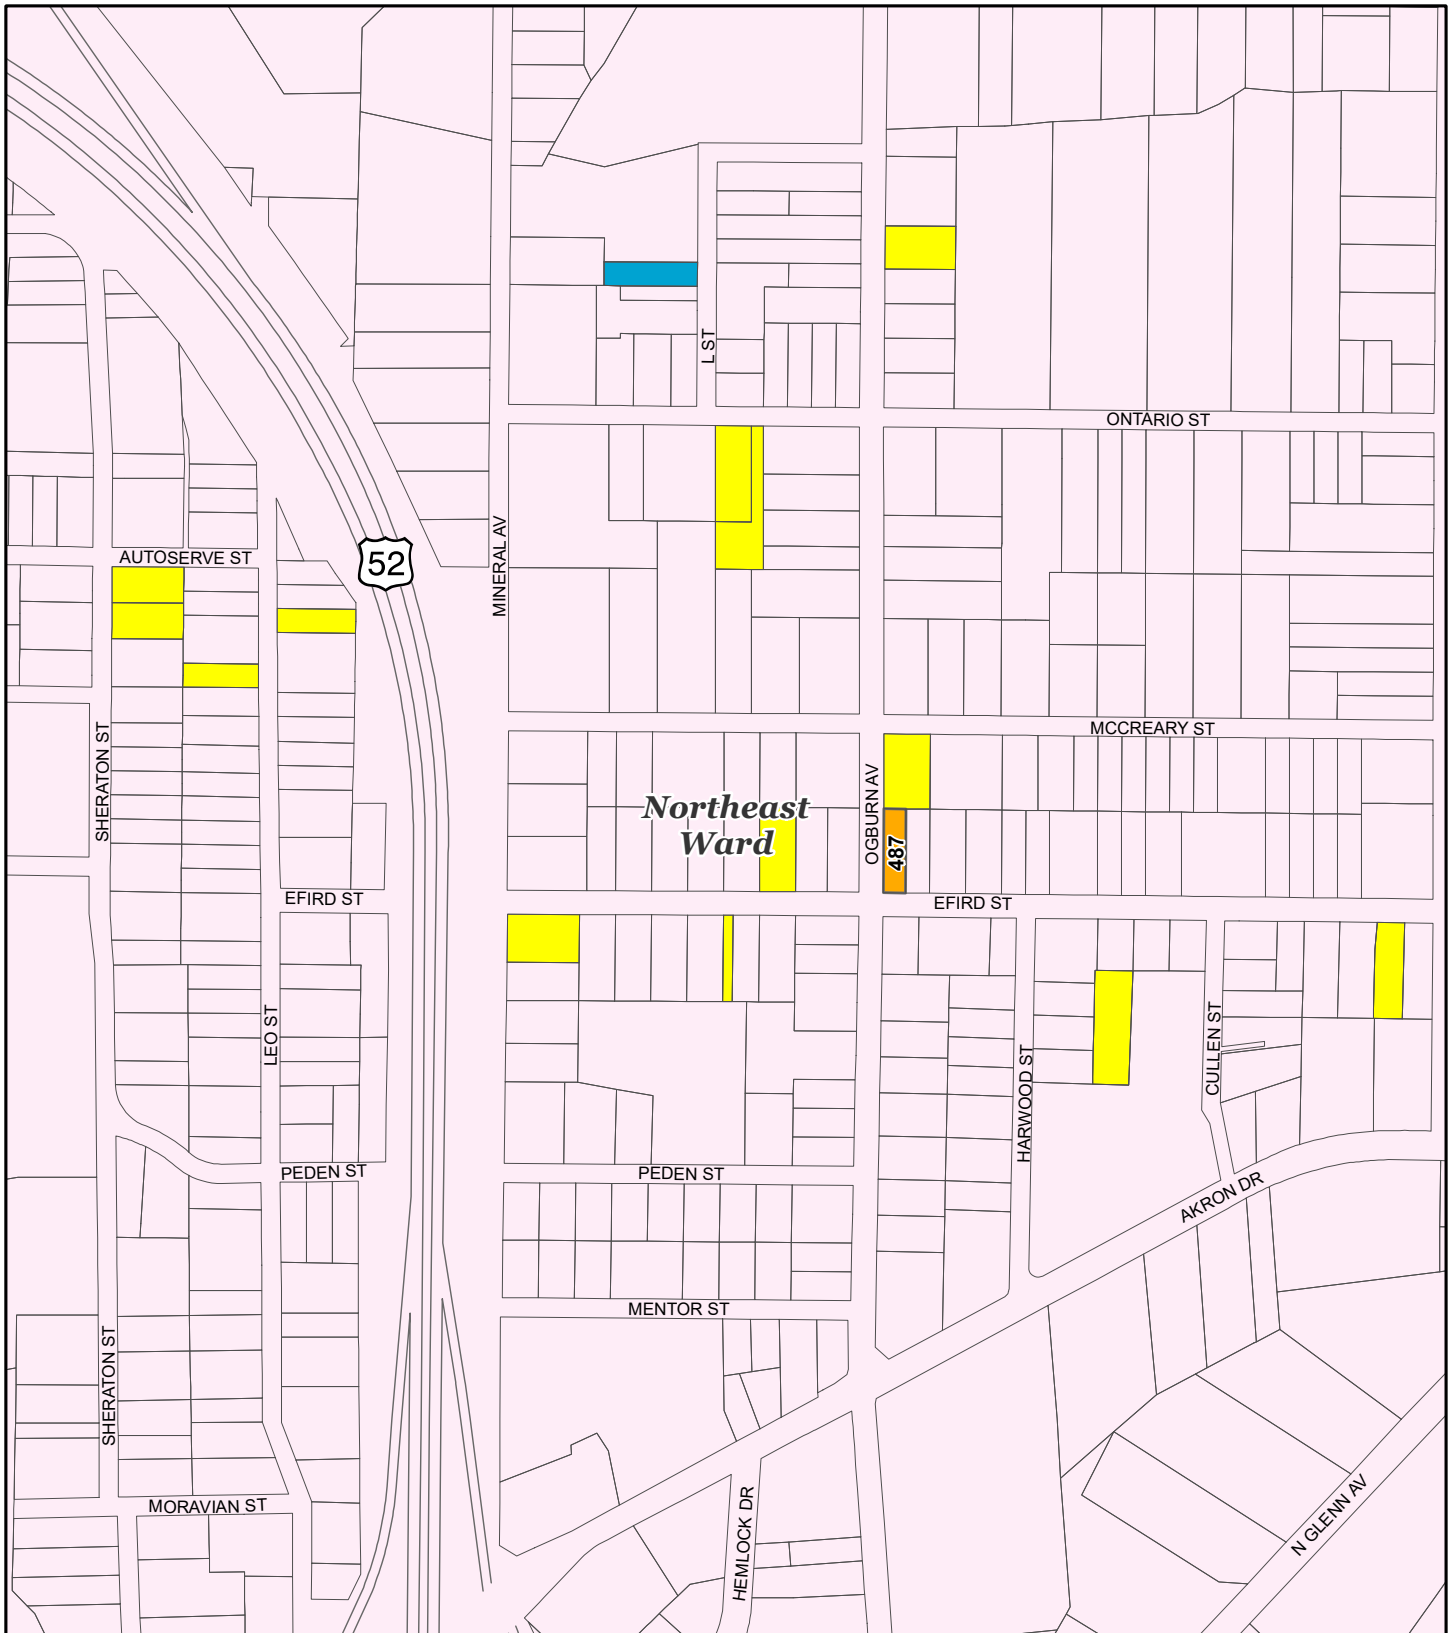 L ST
ONTARIO ST
AUTOSERVE ST
52
MINERAL AV
SHERATON ST
MCCREARY ST
Northeast
Ward
OGBURN AV
487
EFIRD ST
EFIRD ST
LEO ST
HARWOOD ST
CULLEN ST
PEDEN ST
PEDEN ST
AKRON DR
MENTOR ST
SHERATON ST
MORAVIAN ST
HEMLOCK DR
N GLENN AV